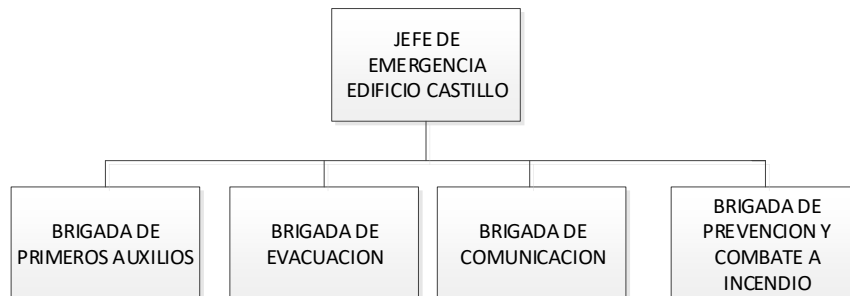 JEFE DE
EMERGENCIA
EDIFICIO CASTILLO
BRIGADA DE
PRIMEROS AUXILIOS
BRIGADA DE
EVACUACION
BRIGADA DE
COMUNICACION
BRIGADA DE
PREVENCION Y
COMBATE A
INCENDIO